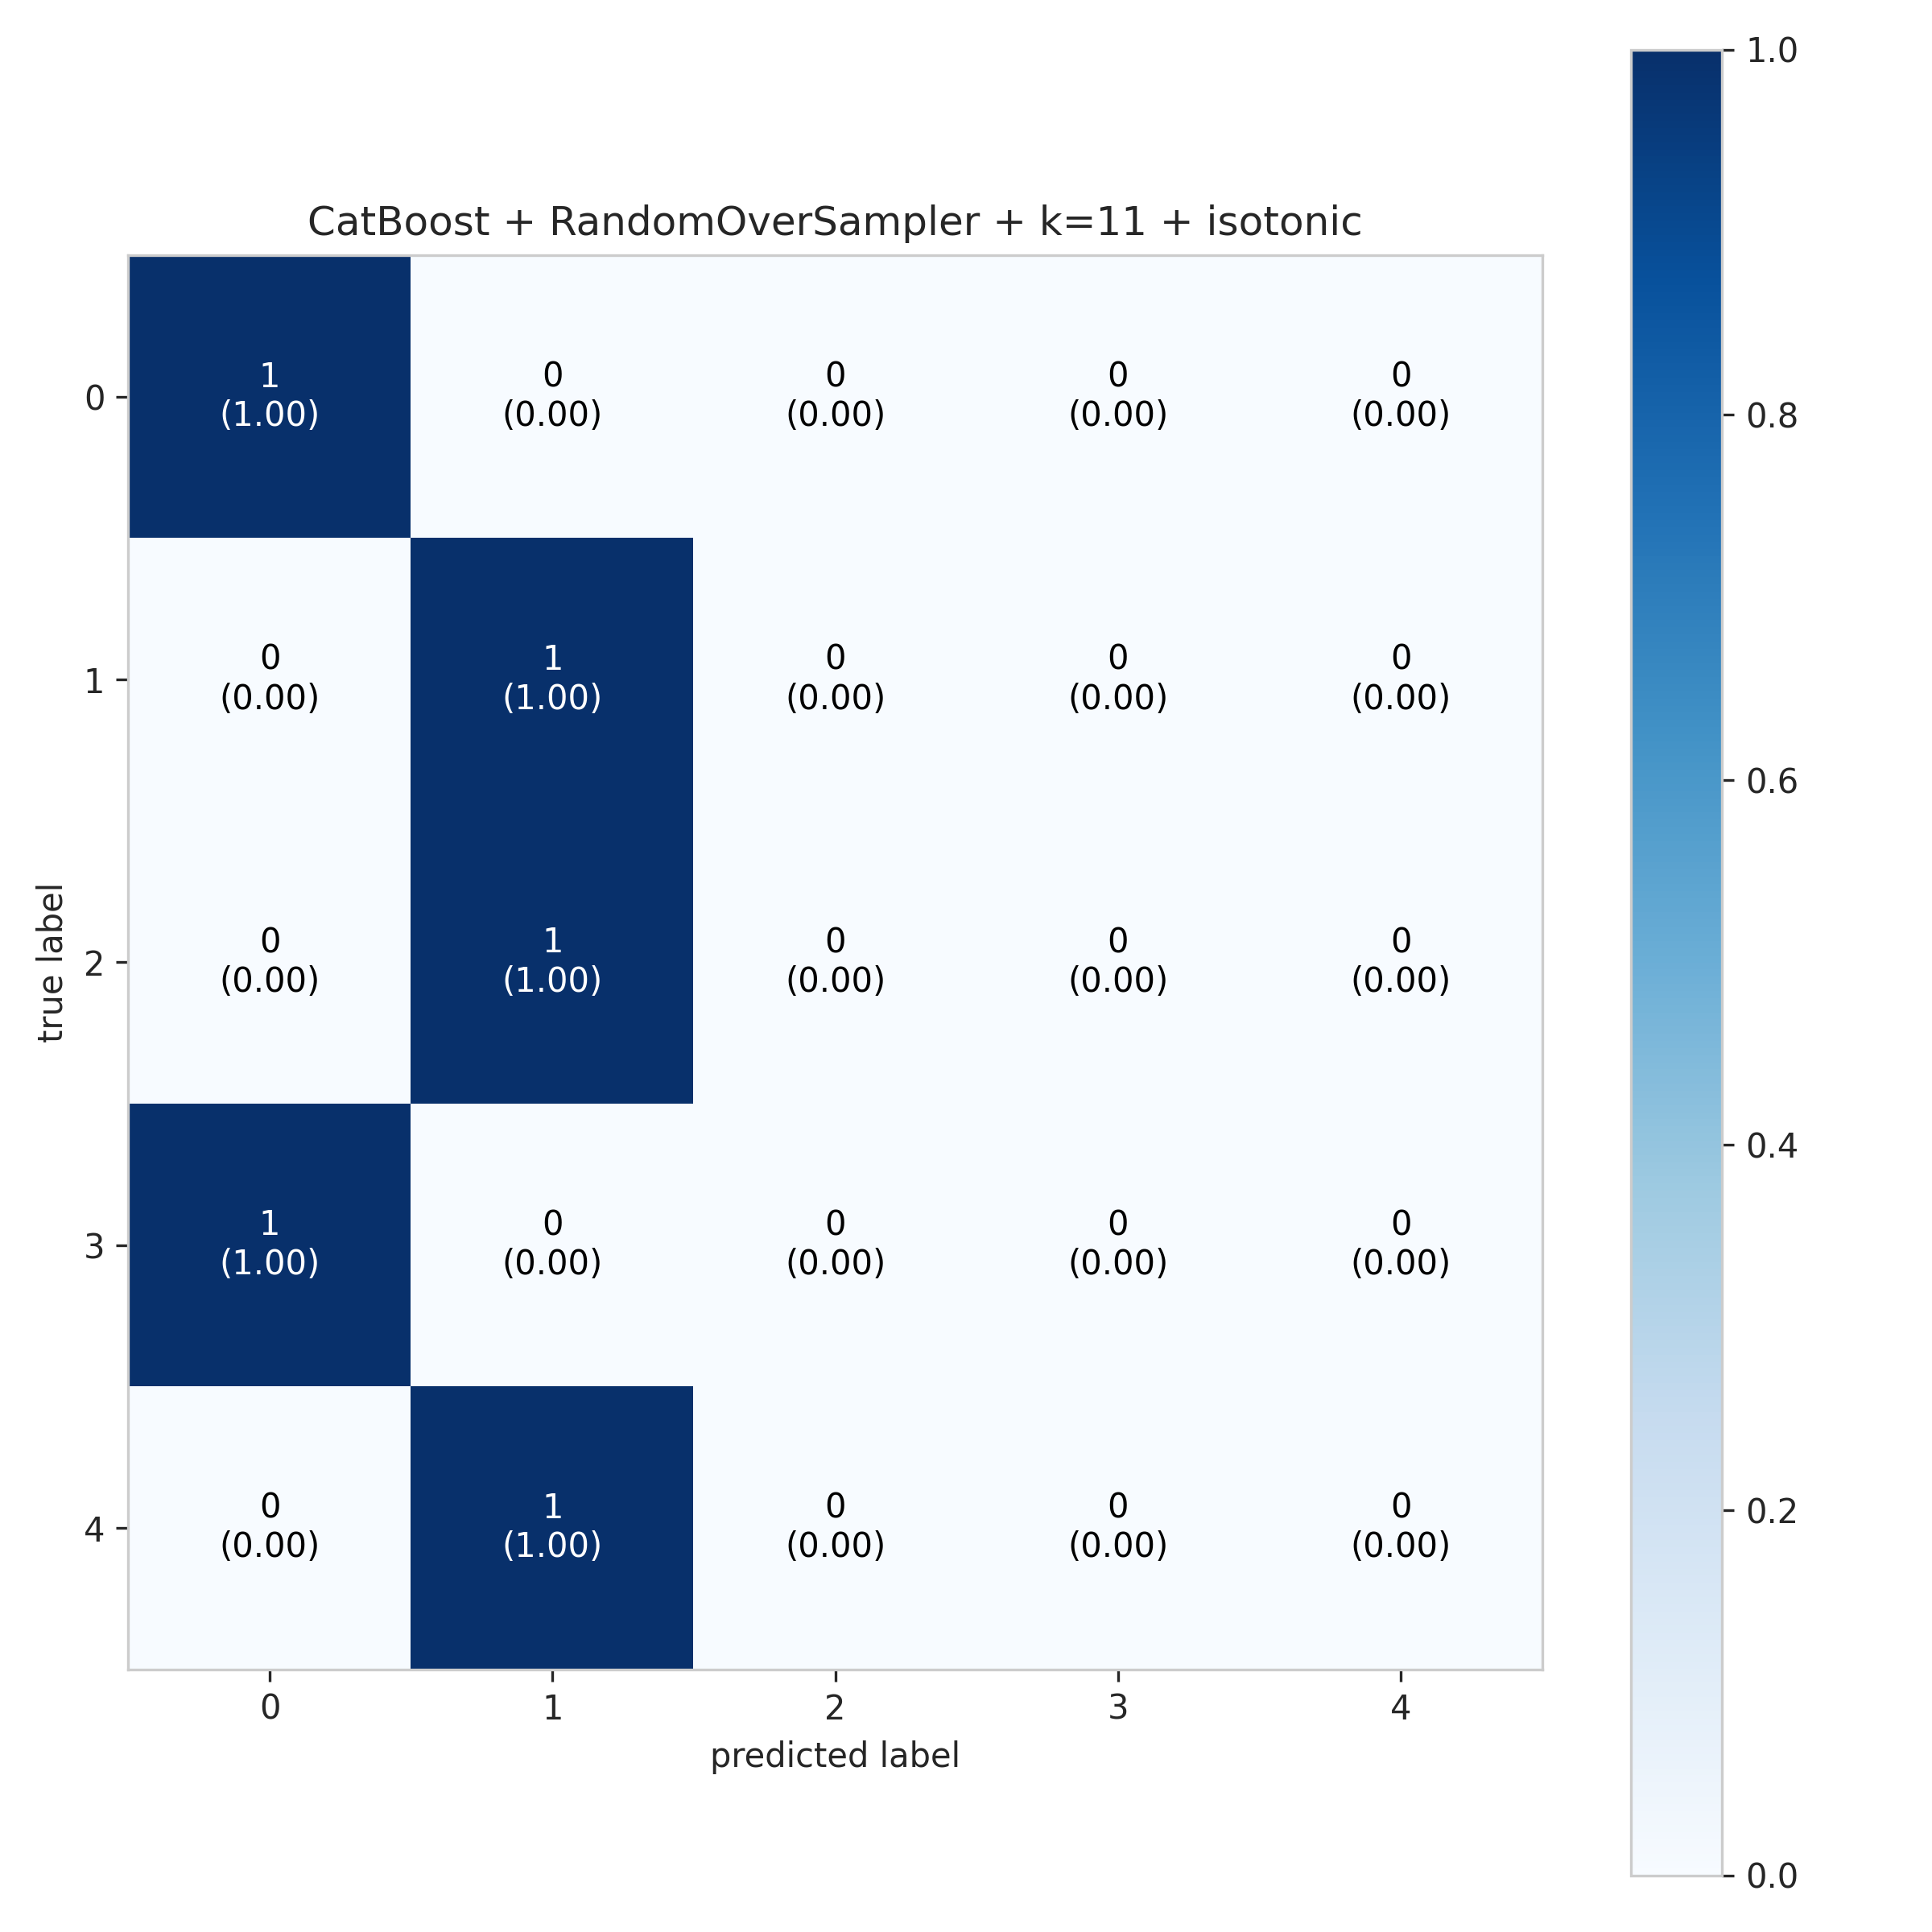 CatBoost + RandomOverSampler + k=11 + isotonic
1.0
0.8
0.6
0.4
0.2
0.0
true label
0
1
2
3
4
1 0 0 0 0
(1.00) (0.00) (0.00) (0.00) (0.00)
0 1 0 0 0
(0.00) (1.00) (0.00) (0.00) (0.00)
0 1 0 0 0
(0.00) (1.00) (0.00) (0.00) (0.00)
1 0 0 0 0
(1.00) (0.00) (0.00) (0.00) (0.00)
0 1 0 0 0
(0.00) (1.00) (0.00) (0.00) (0.00)
0 1 2 3 4
predicted label